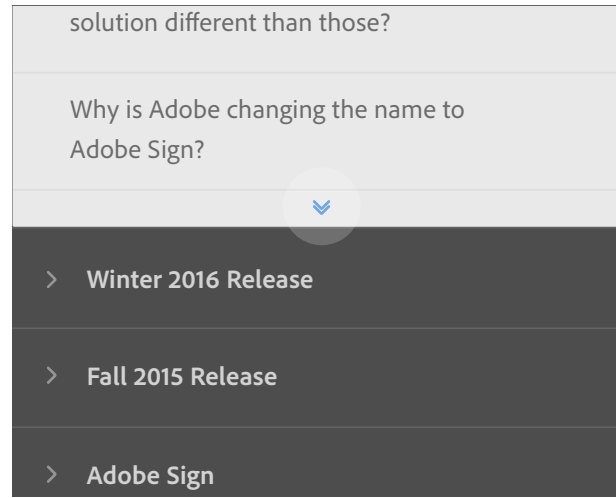 solution different than those?
Why is Adobe changing the name to
Adobe Sign?
Winter 2016 Release
Fall 2015 Release
Adobe Sign